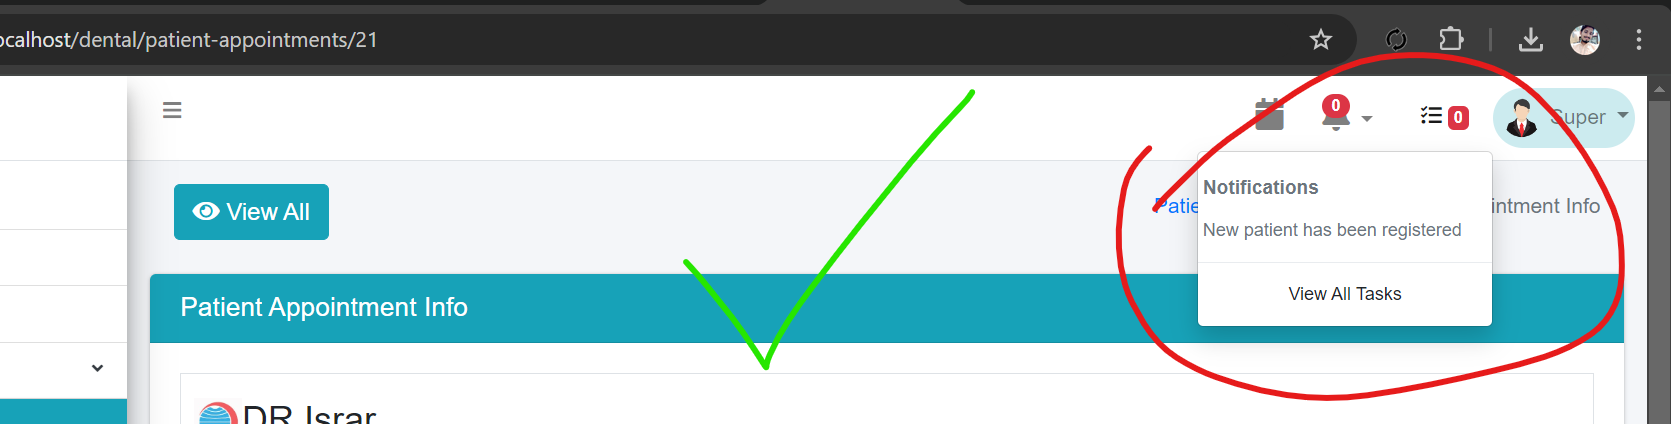 ocalhost/dental/patient-appointments/21
0
0
Super
View All
Patie
intment Info
Notifications
New patient has been registered
View All Tasks
Patient Appointment Info
DR Israr